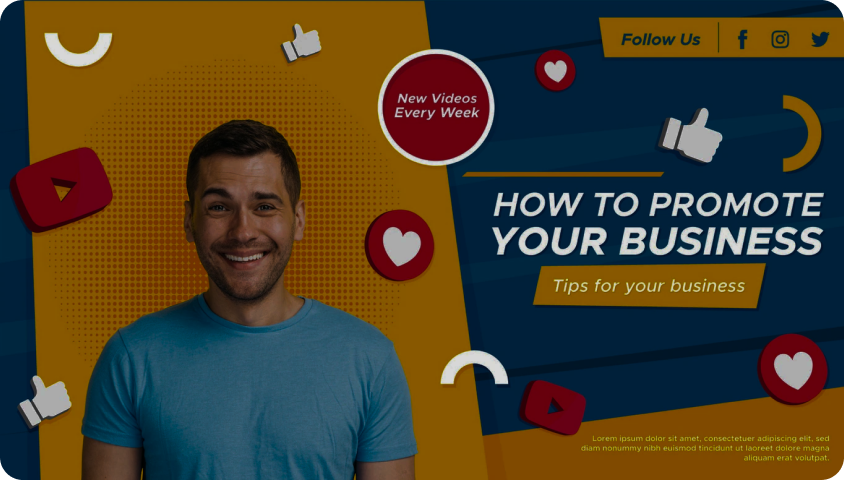 Follow Us
New Videos
Every Week
HOW TO PROMOTE
YOUR BUSINESS
Tips for your business
Lorem ipsum dolor sit amet, consectetuer adipiscing elit, sed
diam nonummy nibh euismod tincidunt ut laoreet dolore magna
aliquam erat volutpat.